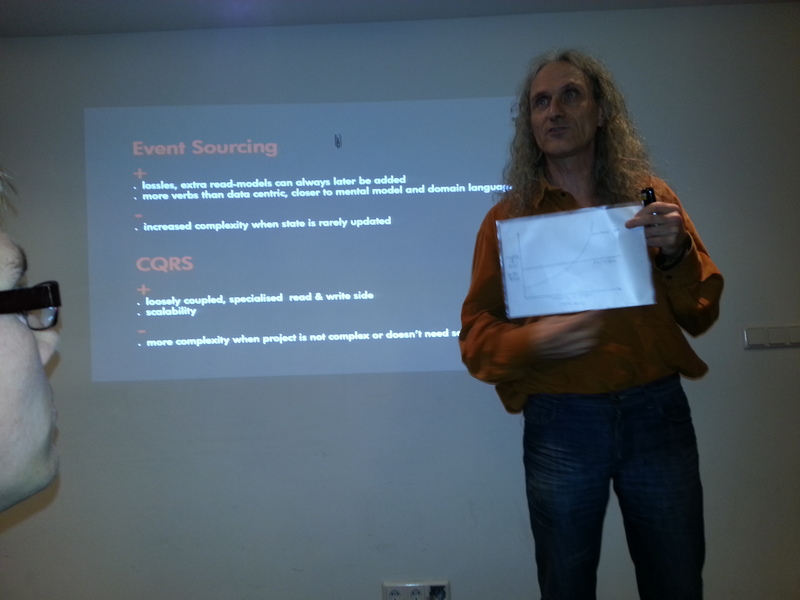 Event Sourcing
+
- lossles, extra read-models can always later be added
- more verbs than data centric, closer to mental model and domain language
-
- increased complexity when state is rarely updated
CQRS
+
- loosely coupled, specialised read & write side
- scalability
-
- more complexity when project is not complex or doesn't need